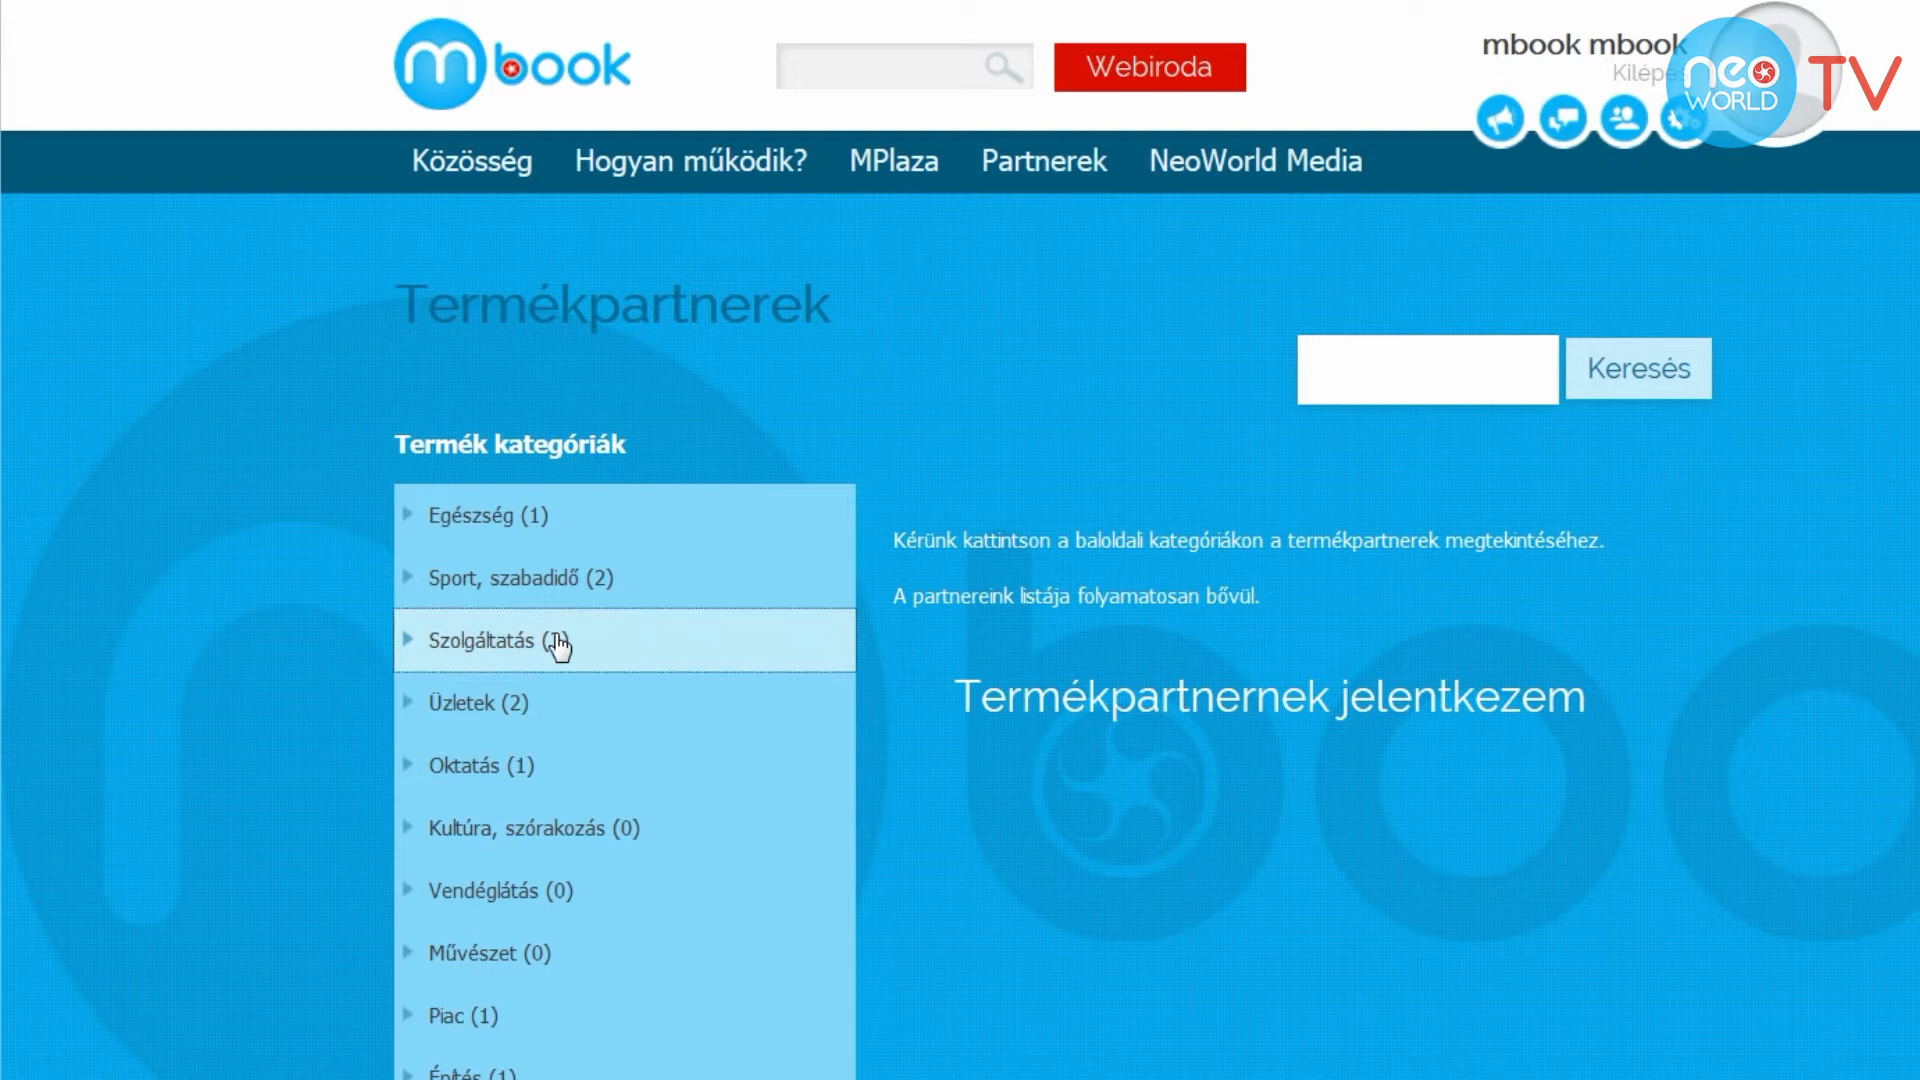 mbook
Webiroda
mbook mbook
neo
WORLD
TV
Közösség Hogyan működik? MPlaza Partnerek NeoWorld Media
Termékpartnerek
Keresés
Termék kategóriák
Egészség (1)
Kérünk kattintson a baloldali kategóriákon a termékpartnerek megtekintéséhez.
Sport, szabadidő (2)
A partnereink listája folyamatosan bővül.
Szolgáltatás
Üzletek (2)
Termékpartnernek jelentkezem
Oktatás (1)
Kultúra, szórakozás (0)
Vendéglátás (0)
Művészet (0)
Piac (1)
Építés (1)